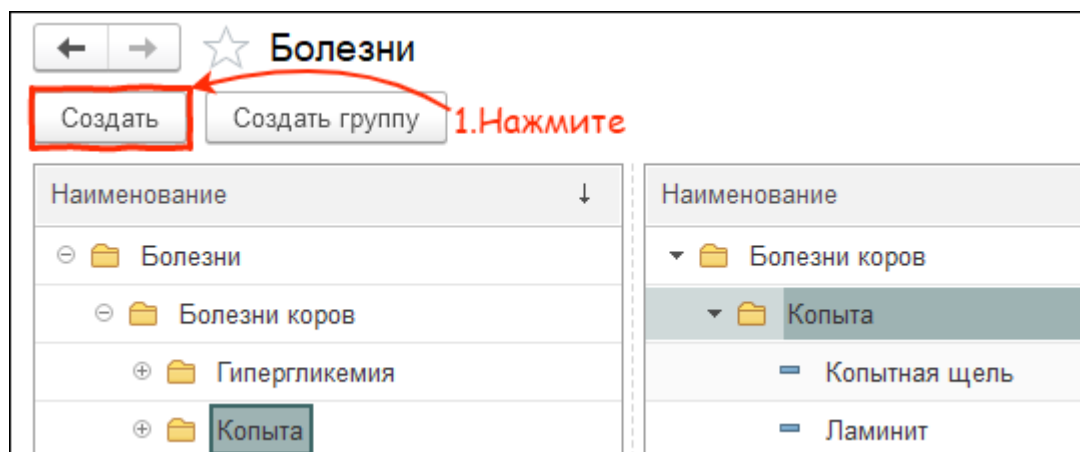 Болезни
Создать
Создать группу
1.Нажмите
Наименование
Наименование
Болезни
Болезни коров
Болезни коров
Копыта
Гипергликемия
Копытная щель
Копыта
Ламинит